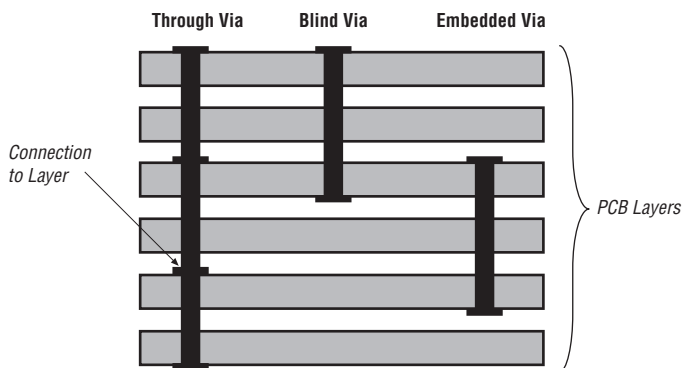 Through Via
Blind Via
Embedded Via
Connection
to Layer
PCB Layers